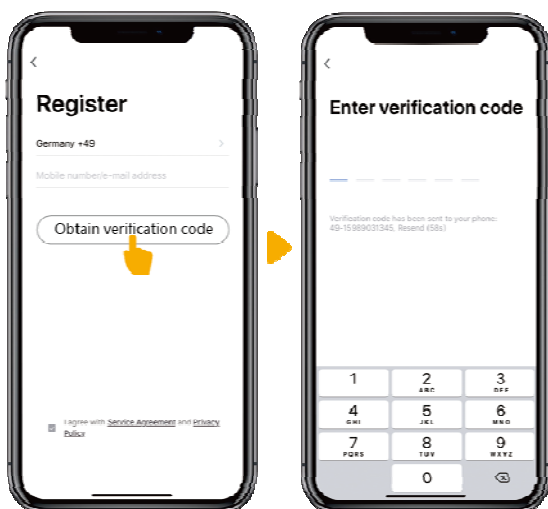 Register
Germany +49
Mobile number/e-mail address
Obtain verification code
I agree with Service Agreement and Privacy
Policy
Enter verification code
Verification code has been sent to your phone:
49-15989031345, Resend (58s)
1 2 3
ABC DEF
4 5 6
GHI JKL MNO
7 8 9
PQRS TUV WXYZ
0